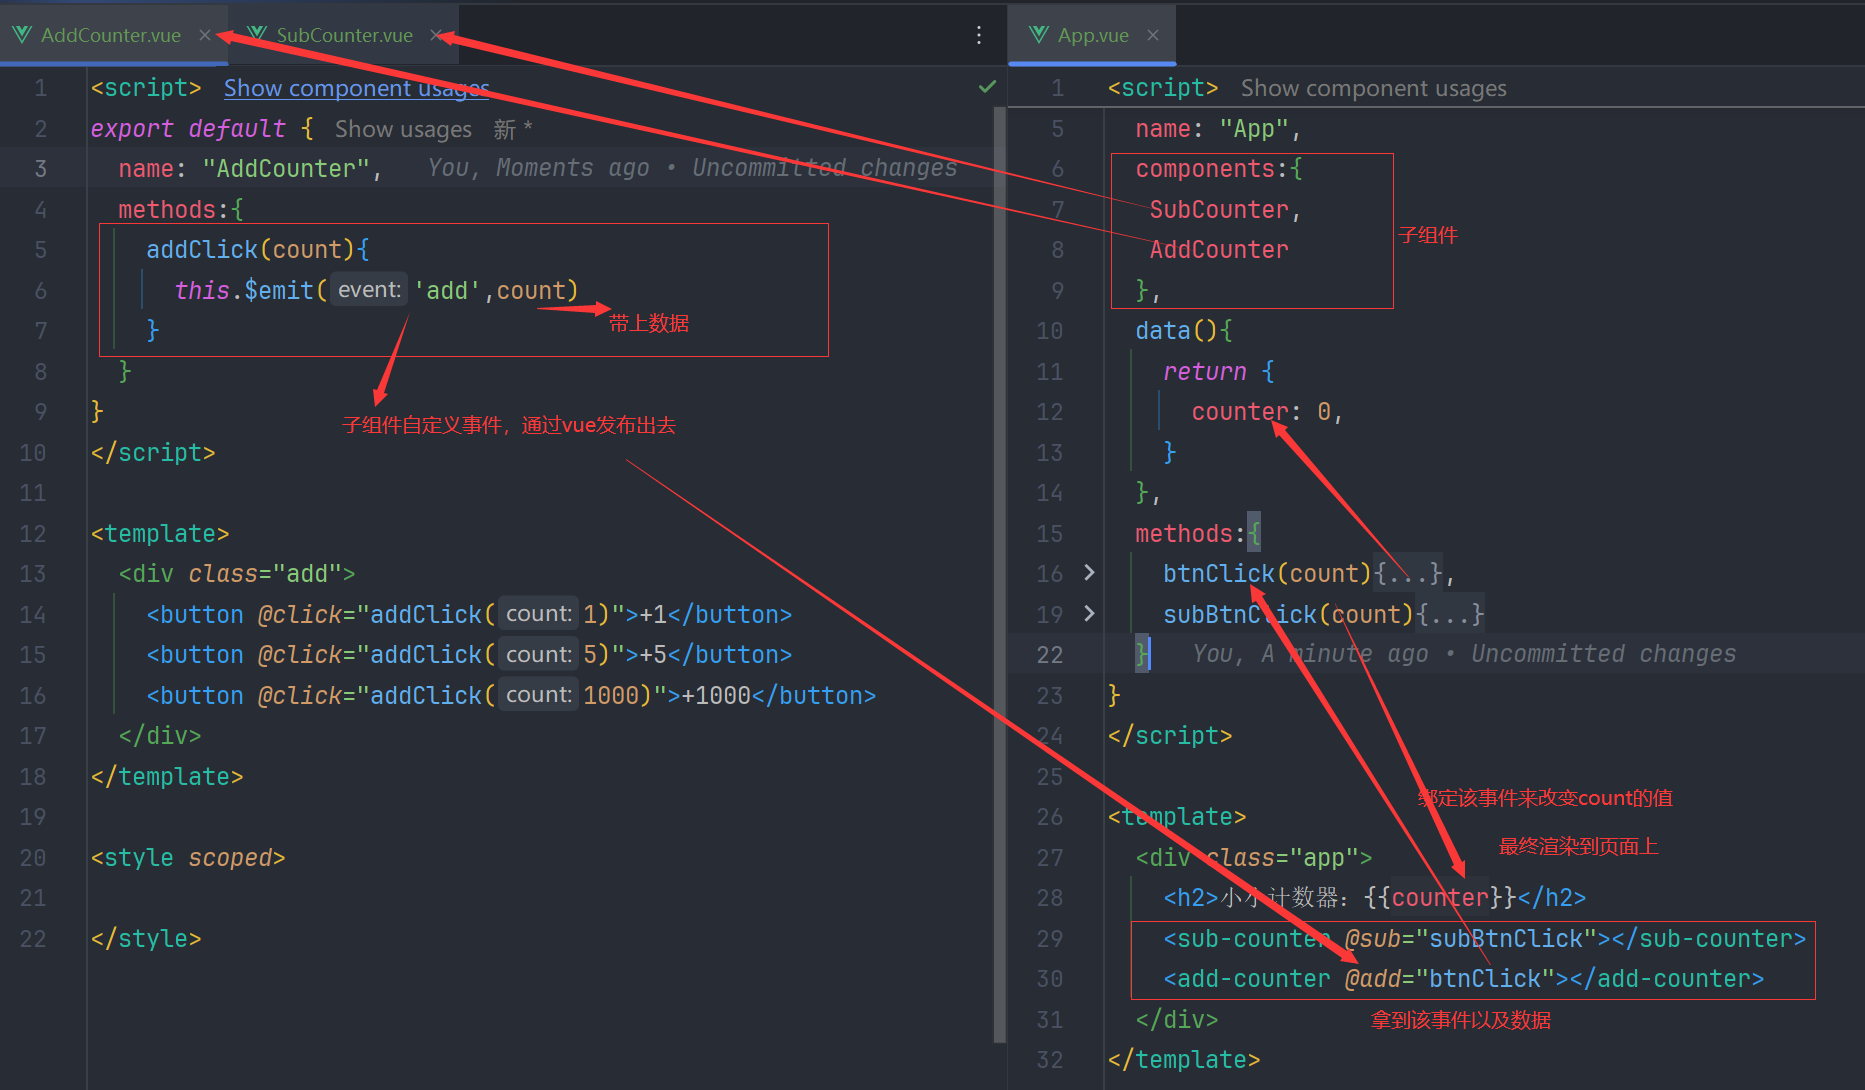 AddCounter.vue
SubCounter.vue
1 <script> Show component usages
2 export default { Show usages 新 *
3 name: "AddCounter", You, Moments ago • Uncommitted changes
4 methods:{
5 addClick(count){
6 this.$emit( event: 'add',count)
7 }
带上数据
8 }
9 }
子组件自定义事件，通过vue发布出去
10 </script>
11
12 <template>
13 <div class="add">
14 <button @click="addClick( count: 1)">+1</button>
15 <button @click="addClick( count: 5)">+5</button>
16 <button @click="addClick( count: 1000)">+1000</button>
17 </div>
18 </template>
19
20 <style scoped>
21
22 </style>
App.vue
1 <script> Show component usages
5 name: "App",
6 components:{
7 SubCounter,
子组件
8 AddCounter
9 },
10 data(){
11 return {
12 counter: 0,
13 }
14 },
15 methods:{
16 btnClick(count){...},
19 subBtnClick(count){...}
22 } You, A minute ago • Uncommitted changes
23 }
24 </script>
25
绑定该事件来改变count的值
26 <template>
最终渲染到页面上
27 <div class="app">
28 <h2>小小计数器: {{counter}}</h2>
29 <sub-counter @sub="subBtnClick"></sub-counter>
30 <add-counter @add="btnClick"></add-counter>
31 </div>
拿到该事件以及数据
32 </template>